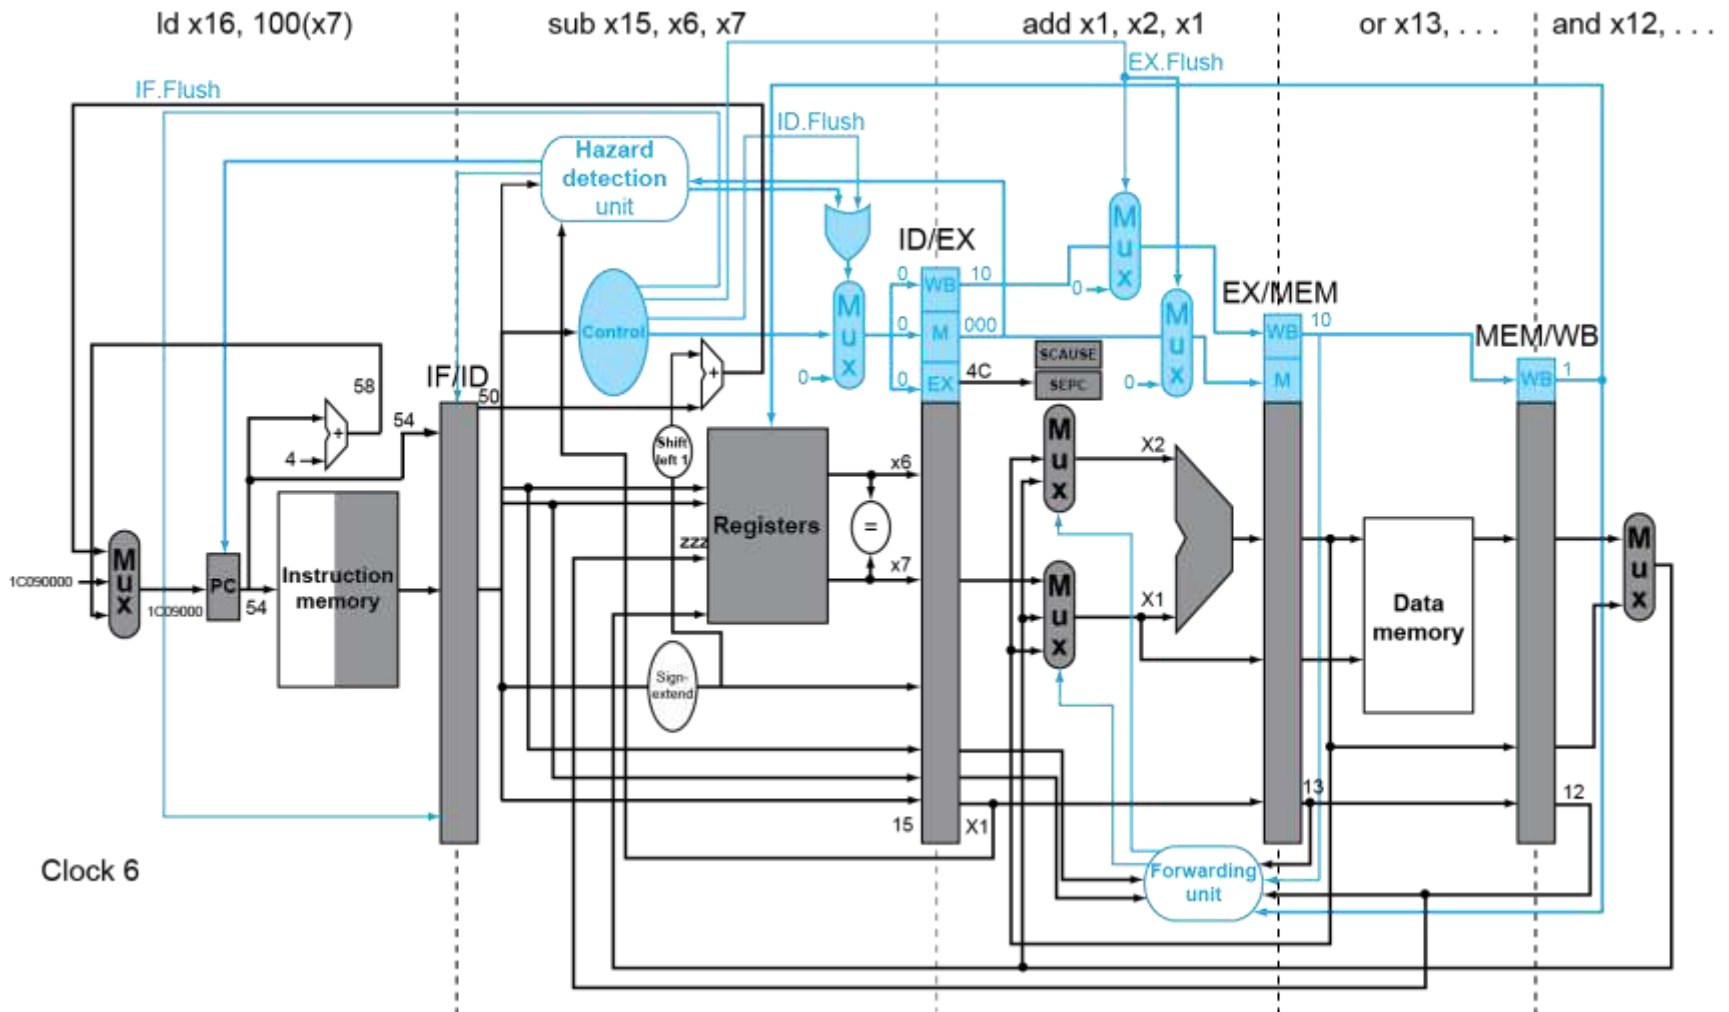 ld x16, 100(x7)
sub x15, x6, x7
add x1, x2, x1
or x13, . . .
and x12, . . .
IF.Flush
EX.Flush
ID.Flush
Hazard
detection
unit
ID/EX
EX/MEM
MEM/WB
IF/ID
Control
M
u
x
0
M
u
x
0
M
u
x
0
0
WB
10
0
M
000
0
EX
4C
SCAUSE
SEPC
WB
10
M
WB
1
58
54
50
4
+
+
Shift
left 1
Registers
zzz
x6
=
x7
M
u
x
X2
M
u
x
X1
M
u
x
1C090000
1C09000
PC
54
Instruction
memory
Sign-
extend
Data
memory
M
u
x
15
X1
13
12
Forwarding
unit
Clock 6